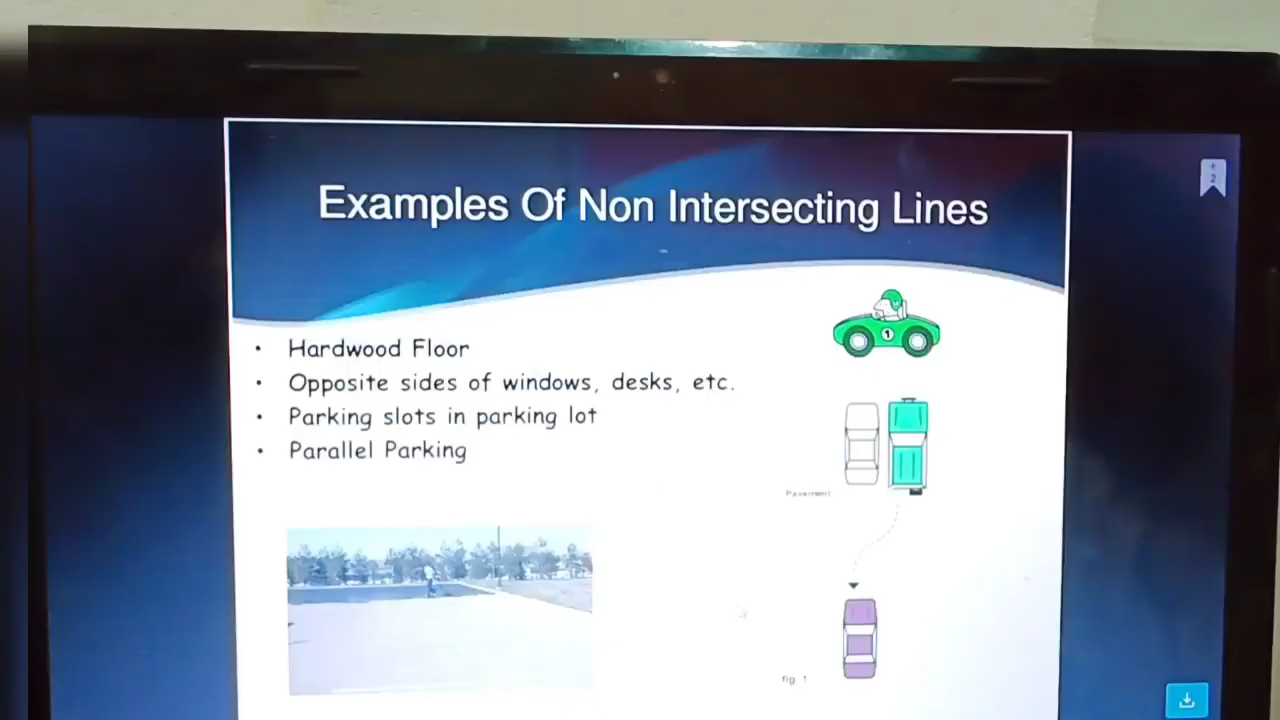 Examples Of Non Intersecting Lines
2
1
• Hardwood Floor
• Opposite sides of windows, desks, etc.
• Parking slots in parking lot
• Parallel Parking
Pavement
fig. 1